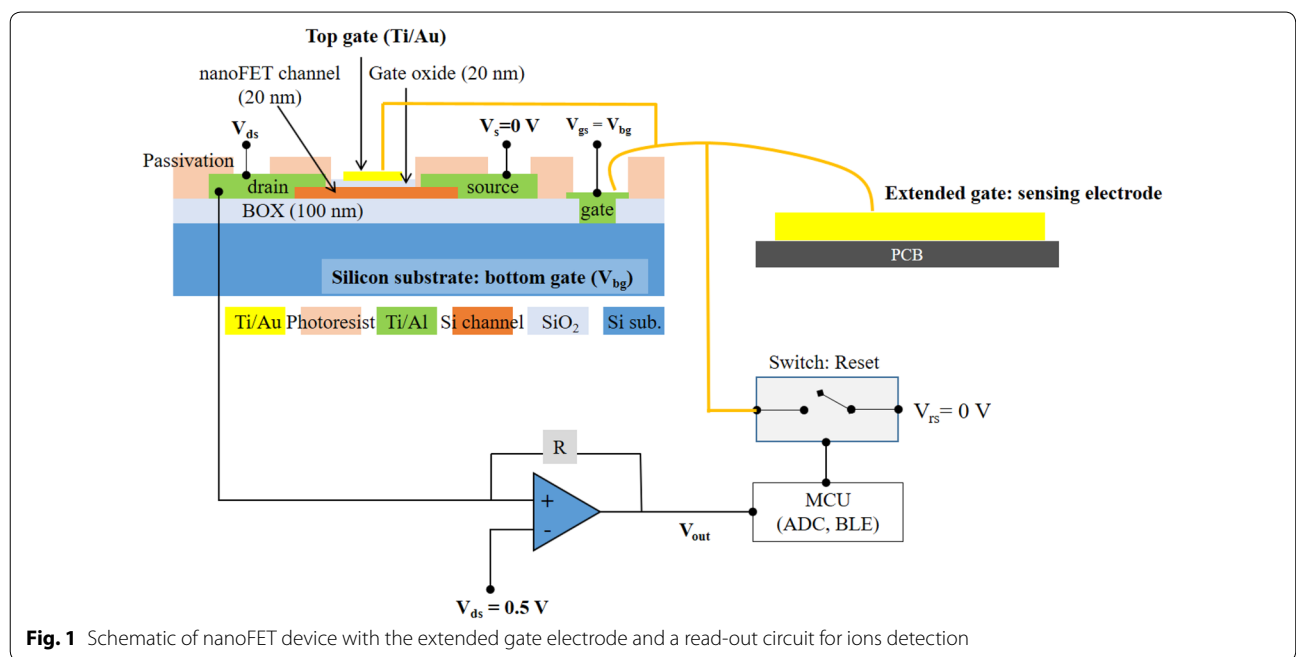 Top gate (Ti/Au)
nanoFET channel
(20 nm)
Gate oxide (20 nm)
Vds
Vs=0 V
Vgs = Vbg
Passivation
drain
source
gate
BOX (100 nm)
Silicon substrate: bottom gate (Vbg)
Extended gate: sensing electrode
PCB
Ti/Au Photoresist Ti/Al Si channel SiO2 Si sub.
Switch: Reset
Vrs= 0 V
R
+
-
Vout
MCU
(ADC, BLE)
Vds = 0.5 V
Fig. 1 Schematic of nanoFET device with the extended gate electrode and a read-out circuit for ions detection